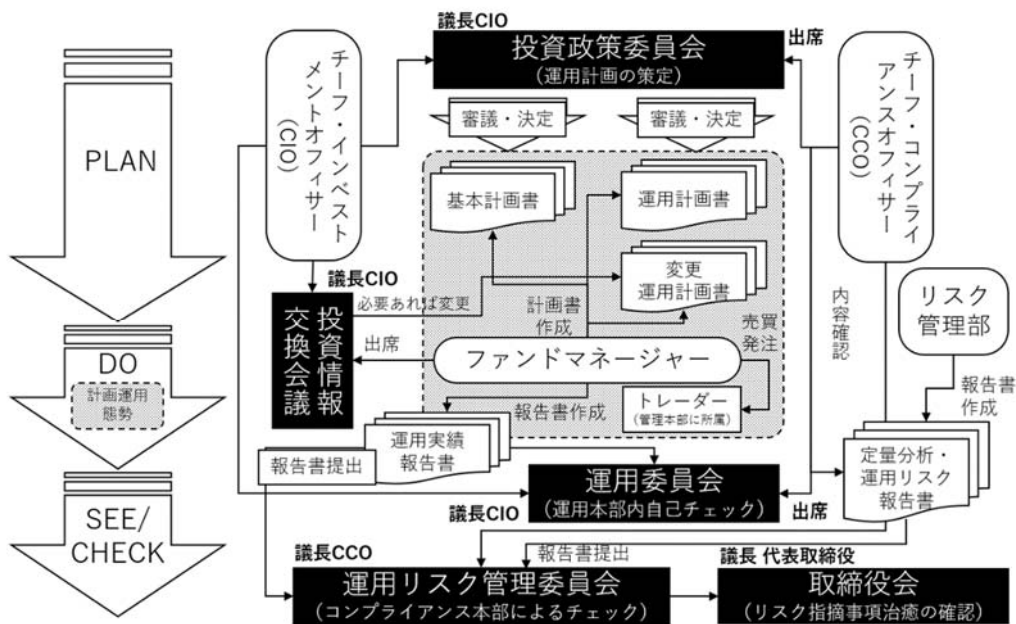 議長CIO
投資政策委員会
(運用計画の策定)
出席
チーフ・インベスト
メントオフィサー
(CIO)
チーフ・コンプライ
アンスオフィサー
(CCO)
PLAN
審議・決定
審議・決定
基本計画書
運用計画書
変更
運用計画書
議長CIO
必要あれば変更
投資情報
交換会議
計画書
作成
売買
発注
内容確認
リスク
管理部
出席
ファンドマネージャー
DO
計画運用
態勢
報告書作成
トレーダー
(管理本部に所属)
報告書
作成
運用実績
報告書
報告書提出
定量分析・
運用リスク
報告書
運用委員会
(運用本部内自己チェック)
議長CIO
出席
SEE/
CHECK
議長CCO
報告書提出
議長 代表取締役
運用リスク管理委員会
(コンプライアンス本部によるチェック)
取締役会
(リスク指摘事項治癒の確認)